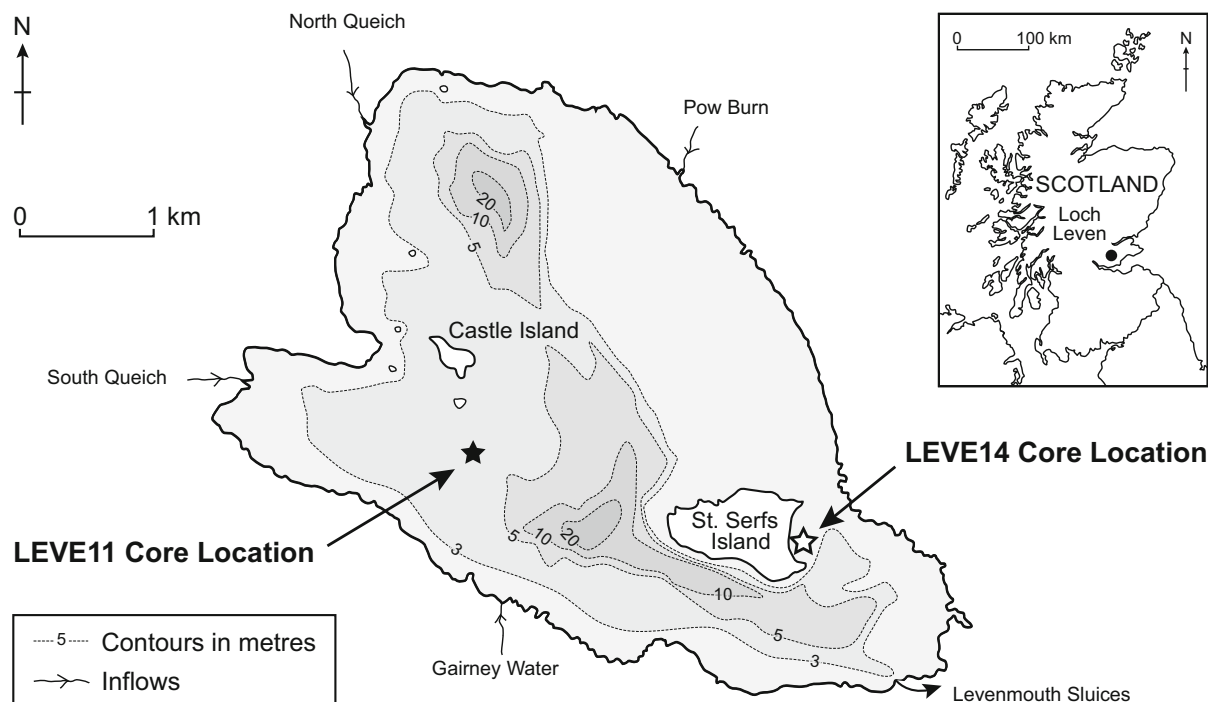 N
North Queich
Pow Burn
0 1 km
20
10
5
Castle Island
South Queich
LEVE11 Core Location
LEVE14 Core Location
St. Serfs
Island
5
10
20
3
10
5
3
Gairney Water
Levenmouth Sluices
5 Contours in metres
Inflows
0 100 km
N
SCOTLAND
Loch
Leven